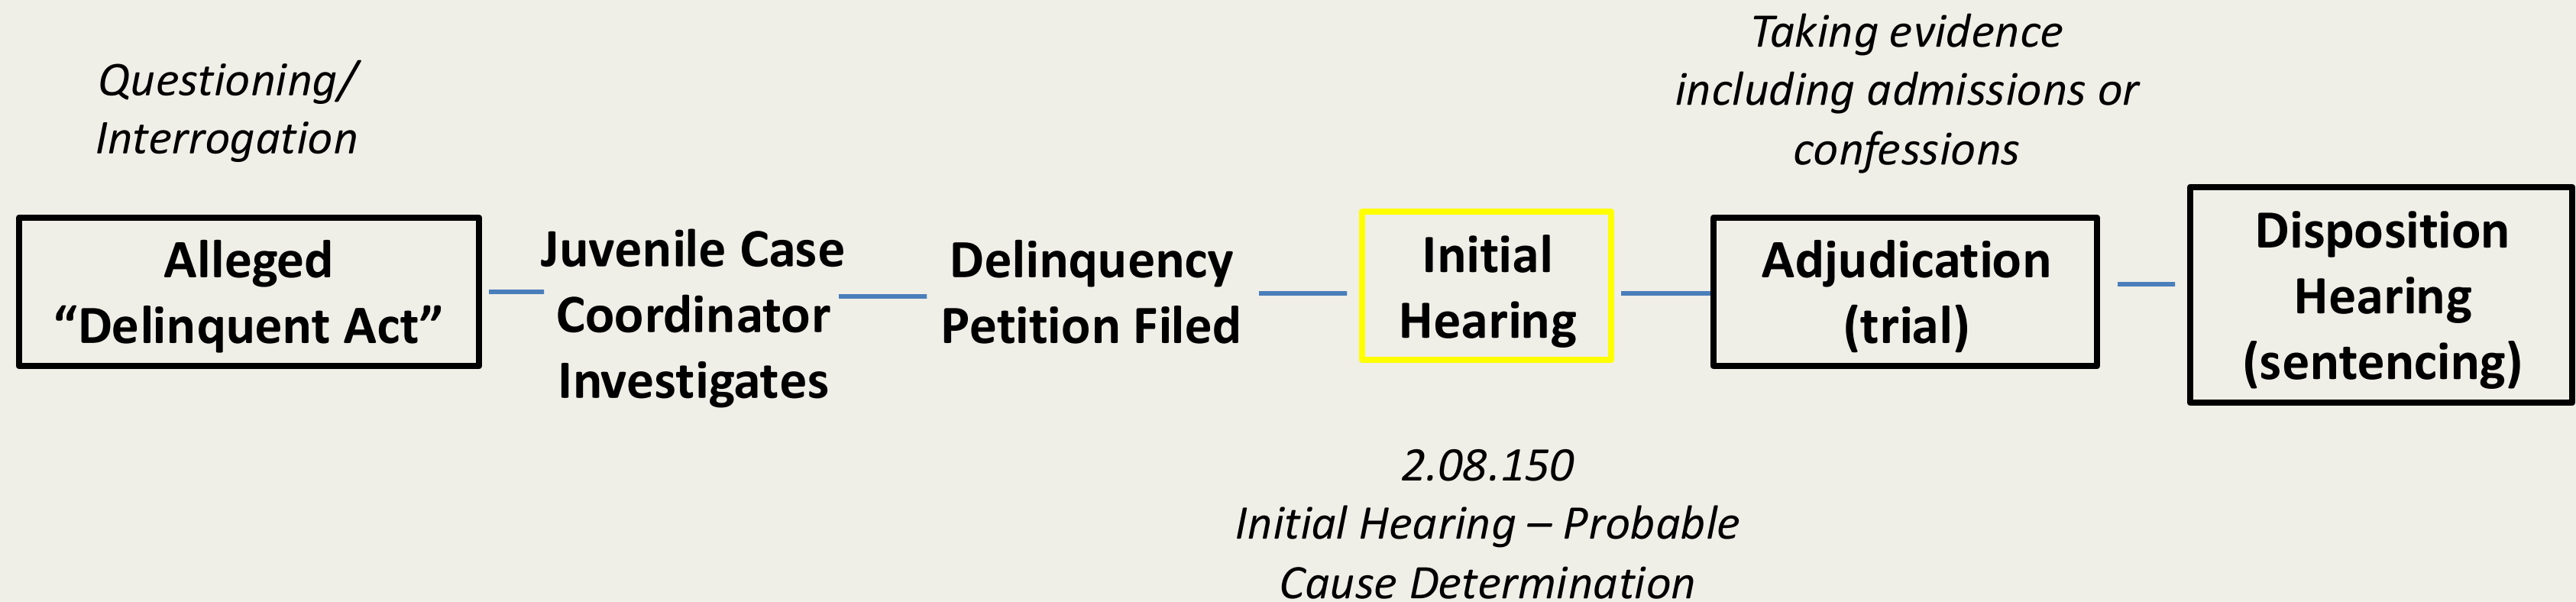 Questioning/
Interrogation
Alleged
“Delinquent Act”
Juvenile Case
Coordinator
Investigates
Delinquency
Petition Filed
Initial
Hearing
2.08.150
Initial Hearing – Probable
Cause Determination
Taking evidence
including admissions or
confessions
Adjudication
(trial)
Disposition
Hearing
(sentencing)